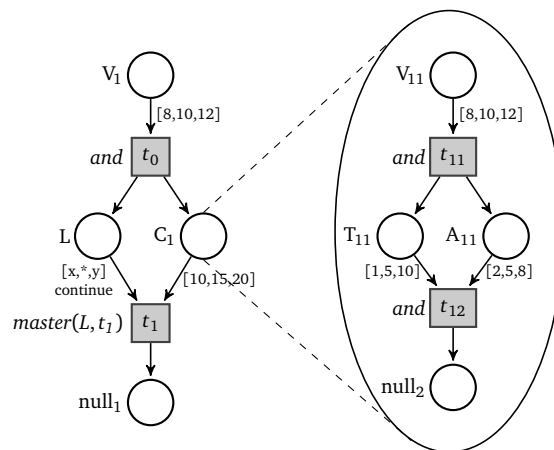 V1
[8,10,12]
and t0
L
C1
[x,*,y]
continue
[10,15,20]
master(L, t1) t1
null1
V11
[8,10,12]
and t11
T11
A11
[1,5,10]
[2,5,8]
and t12
null2